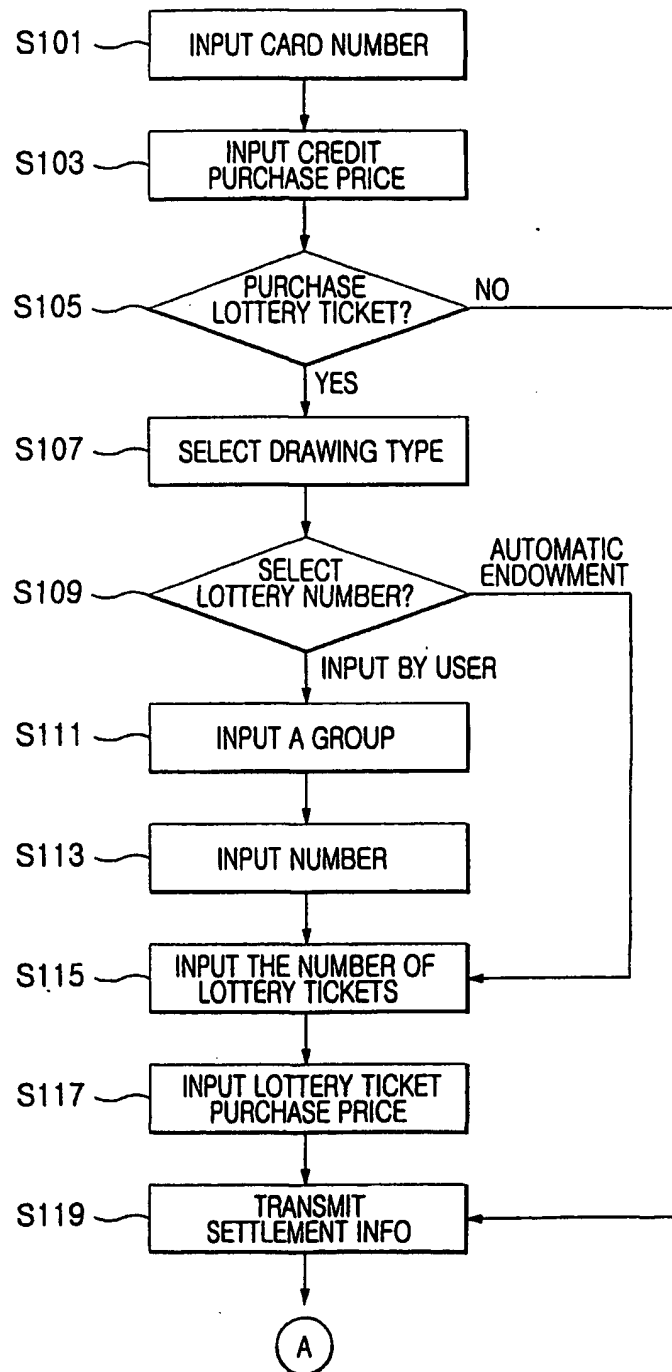 S101
INPUT CARD NUMBER
S103
INPUT CREDIT
PURCHASE PRICE
S105
PURCHASE
LOTTERY TICKET?
NO
YES
S107
SELECT DRAWING TYPE
S109
SELECT
LOTTERY NUMBER?
AUTOMATIC
ENDOWMENT
INPUT BY USER
S111
INPUT A GROUP
S113
INPUT NUMBER
S115
INPUT THE NUMBER OF
LOTTERY TICKETS
S117
INPUT LOTTERY TICKET
PURCHASE PRICE
S119
TRANSMIT
SETTLEMENT INFO
A